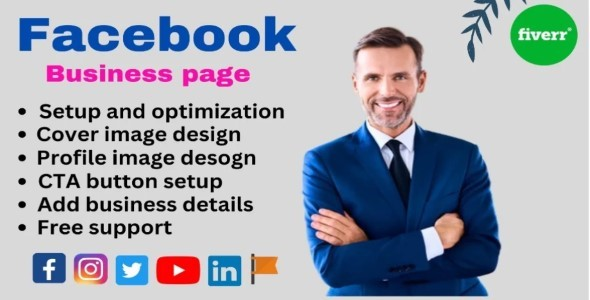 Facebook
Business page
• Setup and optimization
• Cover image design
• Profile image desogn
• CTA button setup
• Add business details
• Free support
fiverr